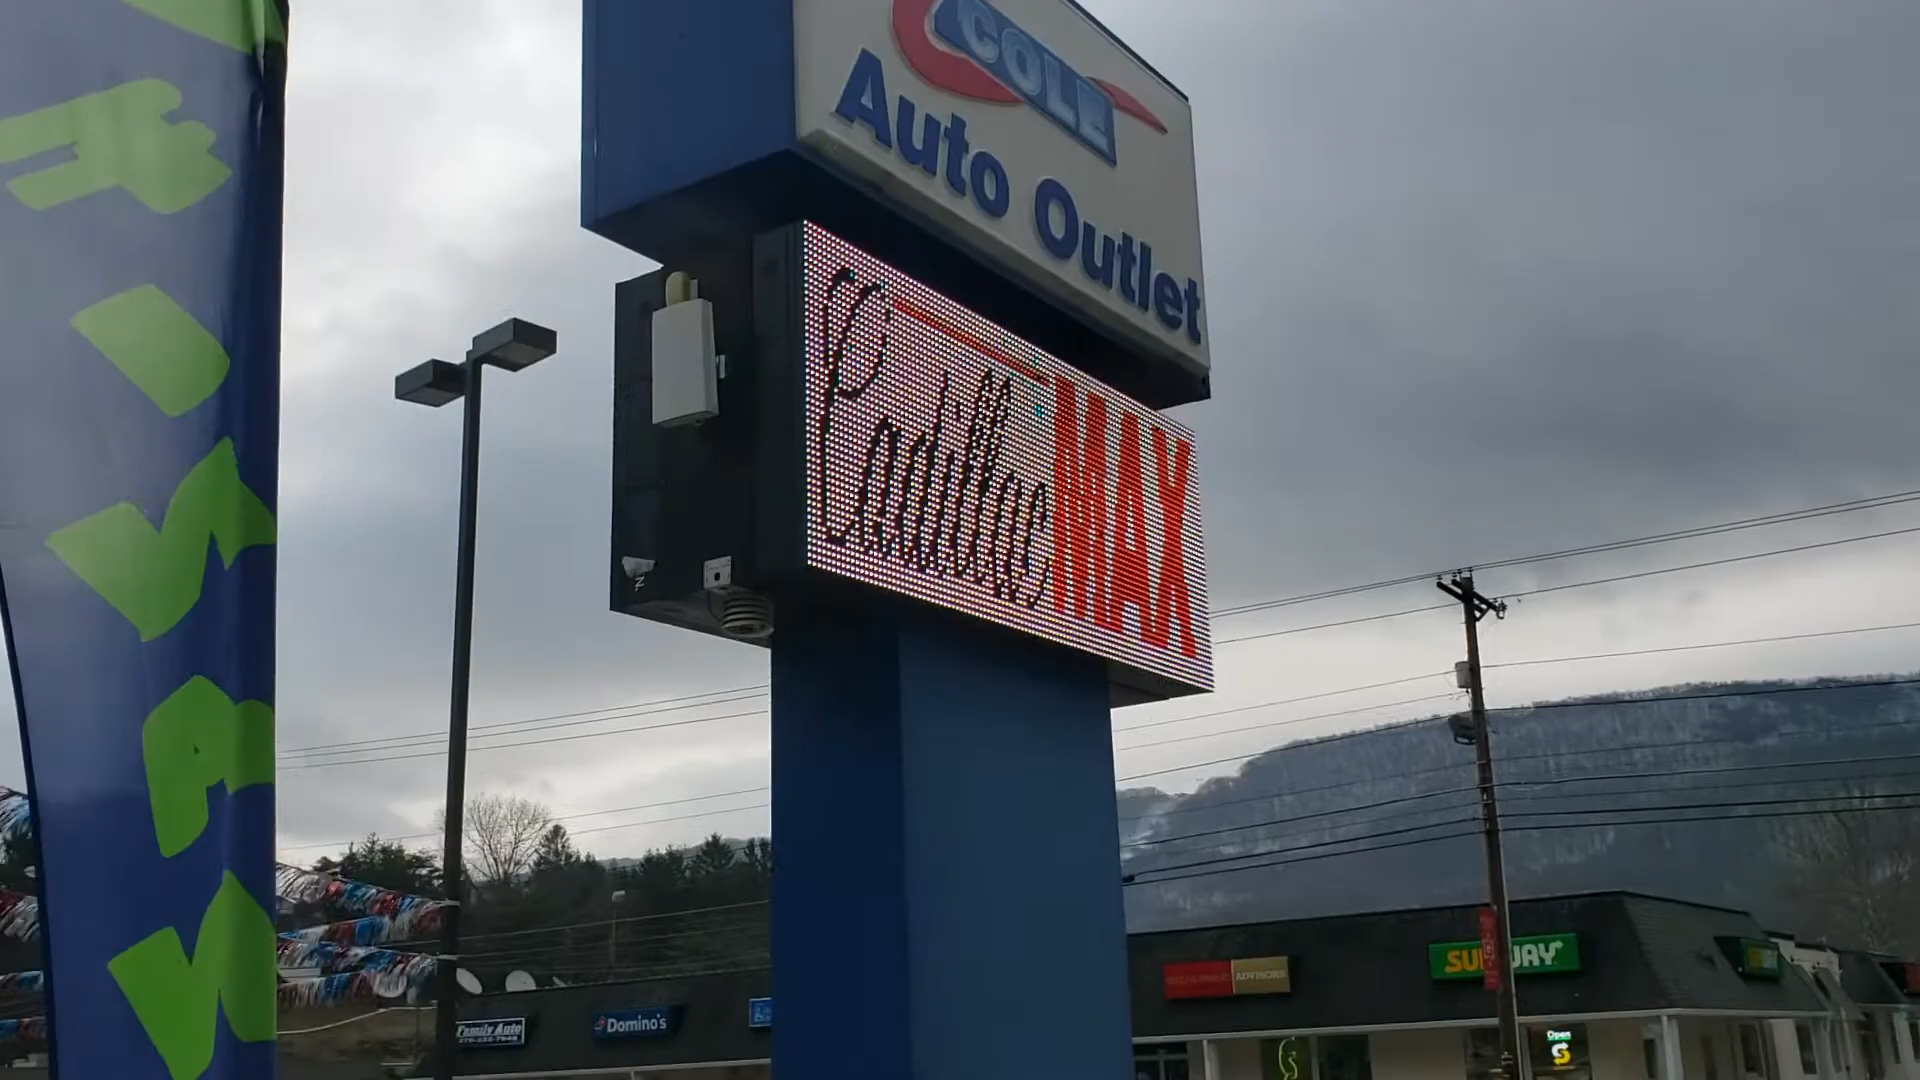 COLE
Auto Outlet
Cadillac MAX
Family Auto
Domino's
ADVISORS
SUBWAY
Open